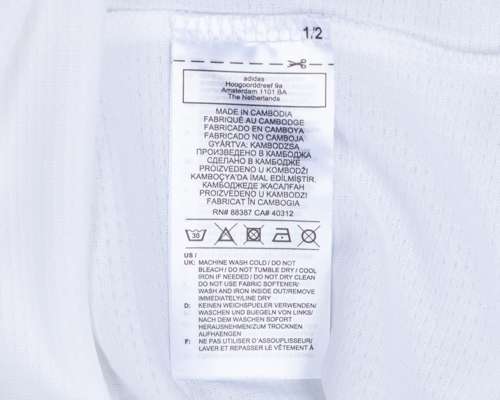 1/2
adidas
Hoogoorddreef 9a
Amsterdam 1101 BA
The Netherlands
MADE IN CAMBODIA
FABRIQUÉ AU CAMBODGE
FABRICADO EN CAMBOYA
FABRICADO NO CAMBOJA
GYÁRTVA: KAMBODZSA
ПРОИЗВЕДЕНО В КАМБОДЖА
СДЕЛАНО В КАМБОДЖЕ
PROIZVEDENO U KOMBODŽI
KAMBOÇYA'DA İMAL EDİLMİŞTİR.
КАМБОДЖЕДЕ ЖАСАЛҒАН
PROIZVEDENO U KAMBODŽI
FABRICAT ÎN CAMBOGIA
RN# 88387 CA# 40312
30
US /
UK: MACHINE WASH COLD / DO NOT
BLEACH / DO NOT TUMBLE DRY / COOL
IRON IF NEEDED / DO NOT DRY CLEAN
DO NOT USE FABRIC SOFTENER/
WASH AND IRON INSIDE OUT/REMOVE
IMMEDIATELY/LINE DRY
D: KEINEN WEICHSPUELER VERWENDEN/
WASCHEN UND BUEGELN VON LINKS/
NACH DEM WASCHEN SOFORT
HERAUSNEHMEN/ZUM TROCKNEN
AUFHAENGEN
F: NE PAS UTILISER D'ASSOUPLISSEUR/
LAVER ET REPASSER LE VÊTEMENT À